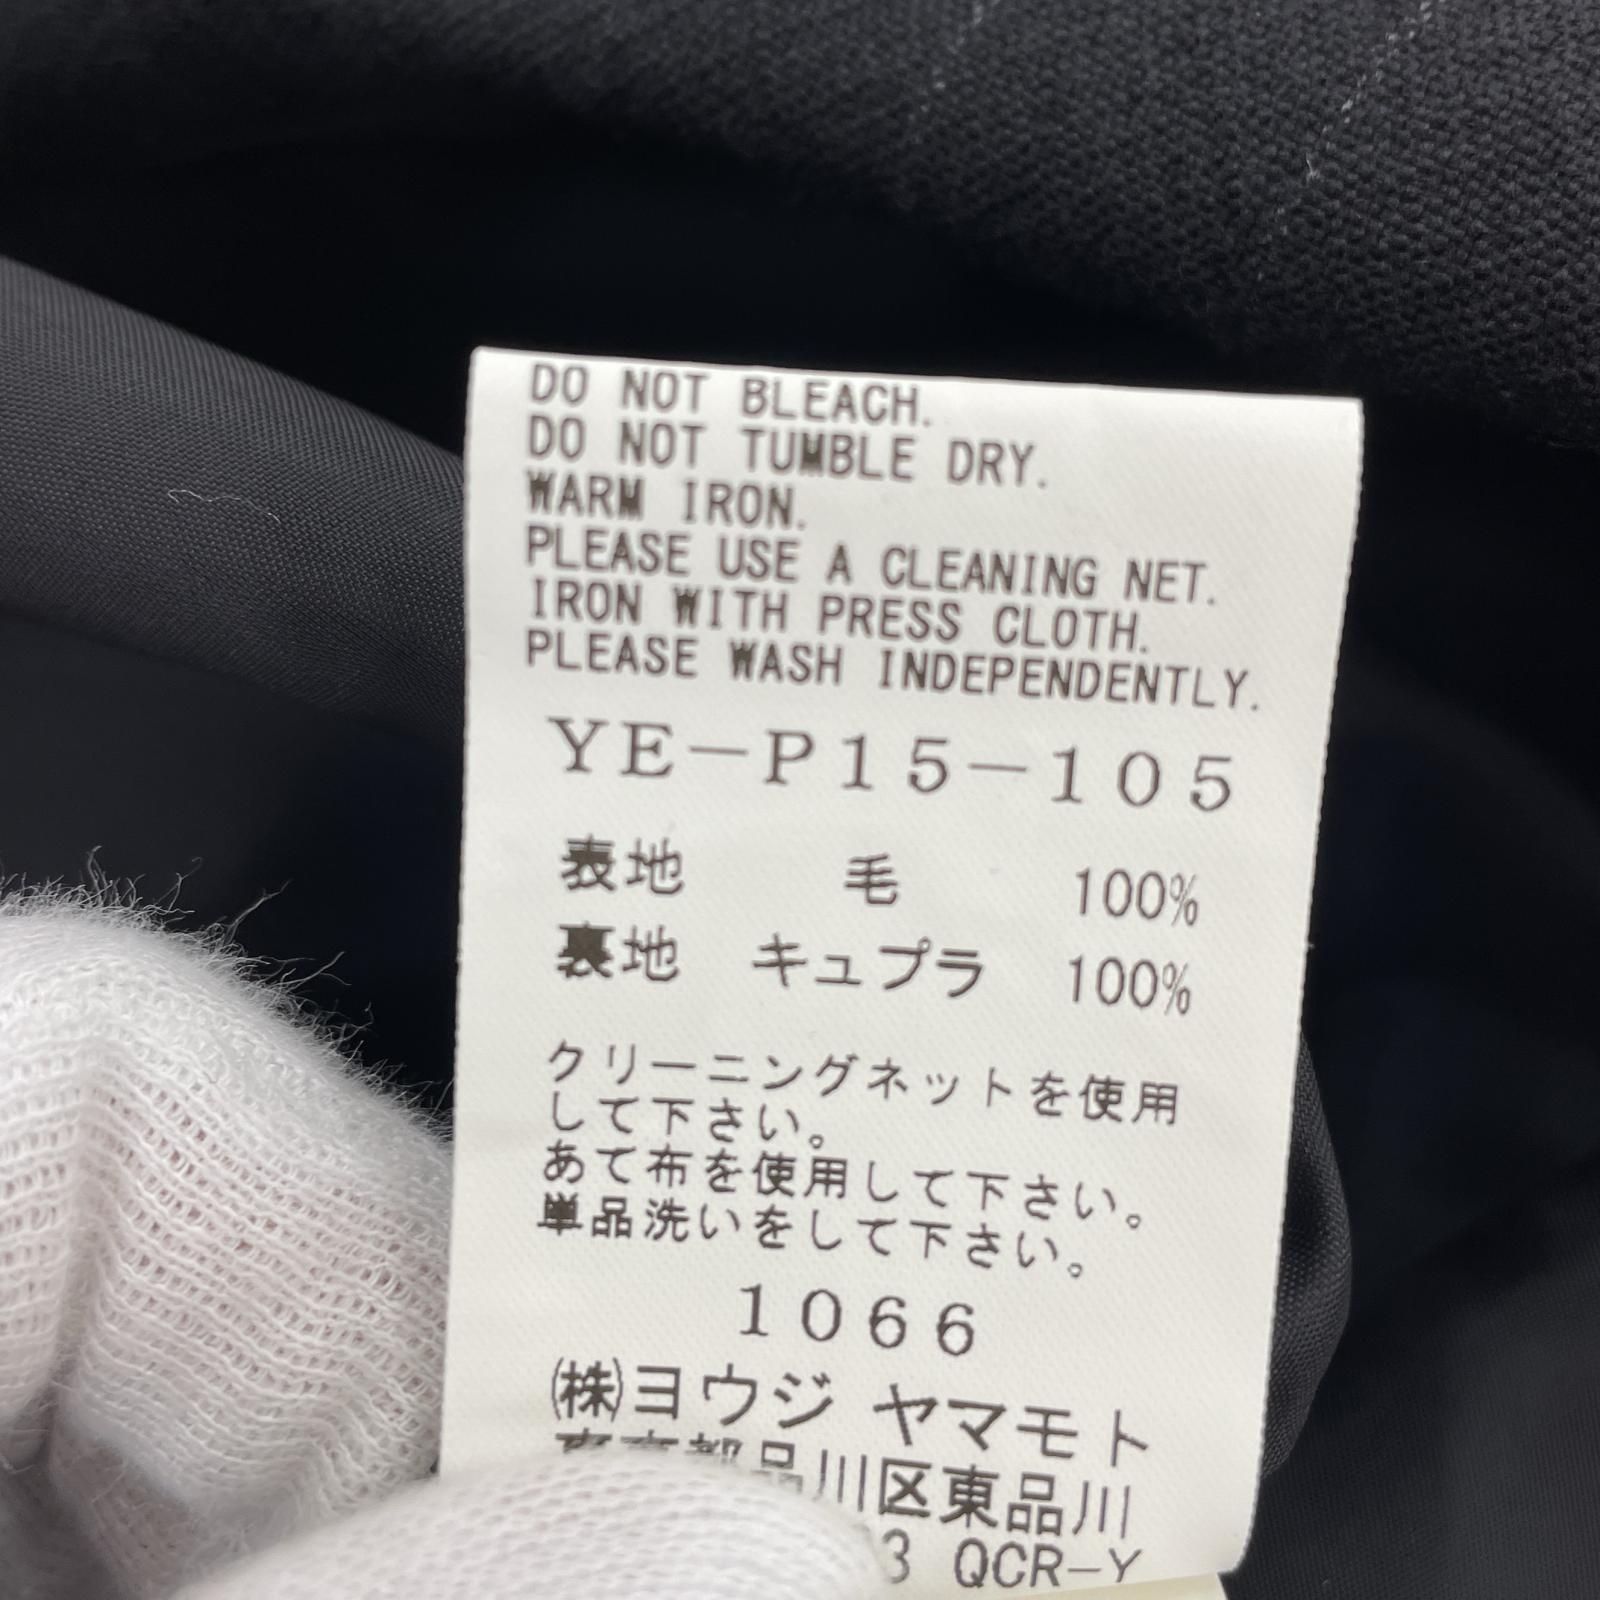 DO NOT BLEACH.
DO NOT TUMBLE DRY.
WARM IRON.
PLEASE USE A CLEANING NET.
IRON WITH PRESS CLOTH.
PLEASE WASH INDEPENDENTLY.
YE-P15-105
表地 毛 100%
裏地 キュプラ 100%
クリーニングネットを使用
して下さい。
あて布を使用して下さい。
単品洗いをして下さい。
1066
(株)ヨウジ ヤマモト
東京都品川区東品川
3 QCR-Y